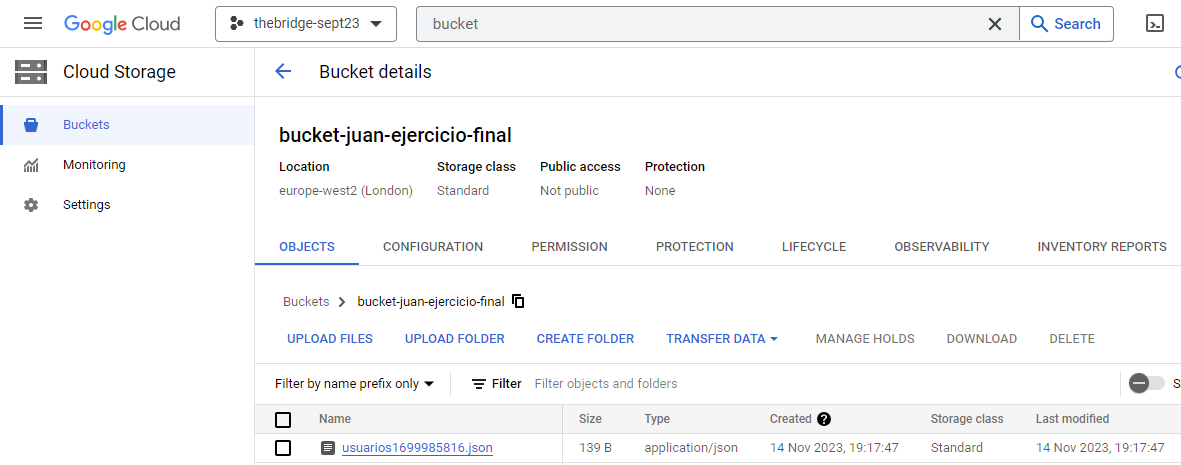 Google Cloud thebridge-sept23 bucket Search
Cloud Storage Bucket details
Buckets
Monitoring
Settings
bucket-juan-ejercicio-final
Location Storage class Public access Protection
europe-west2 (London) Standard Not public None
OBJECTS CONFIGURATION PERMISSION PROTECTION LIFECYCLE OBSERVABILITY INVENTORY REPORTS
Buckets bucket-juan-ejercicio-final
UPLOAD FILES UPLOAD FOLDER CREATE FOLDER TRANSFER DATA MANAGE HOLDS DOWNLOAD DELETE
Filter by name prefix only Filter Filter objects and folders S
Name Size Type Created Storage class Last modified
usuarios1699985816.json 139 B application/json 14 Nov 2023, 19:17:47 Standard 14 Nov 2023, 19:17:47